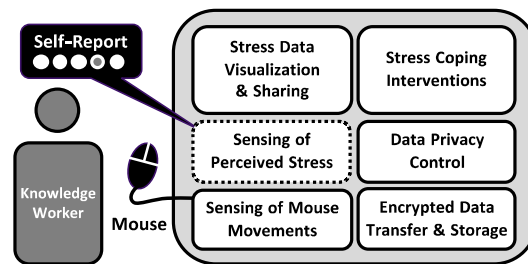 Self-Report
Stress Data
Visualization
& Sharing
Stress Coping
Interventions
Sensing of
Perceived Stress
Data Privacy
Control
Knowledge
Worker
Mouse
Sensing of Mouse
Movements
Encrypted Data
Transfer & Storage